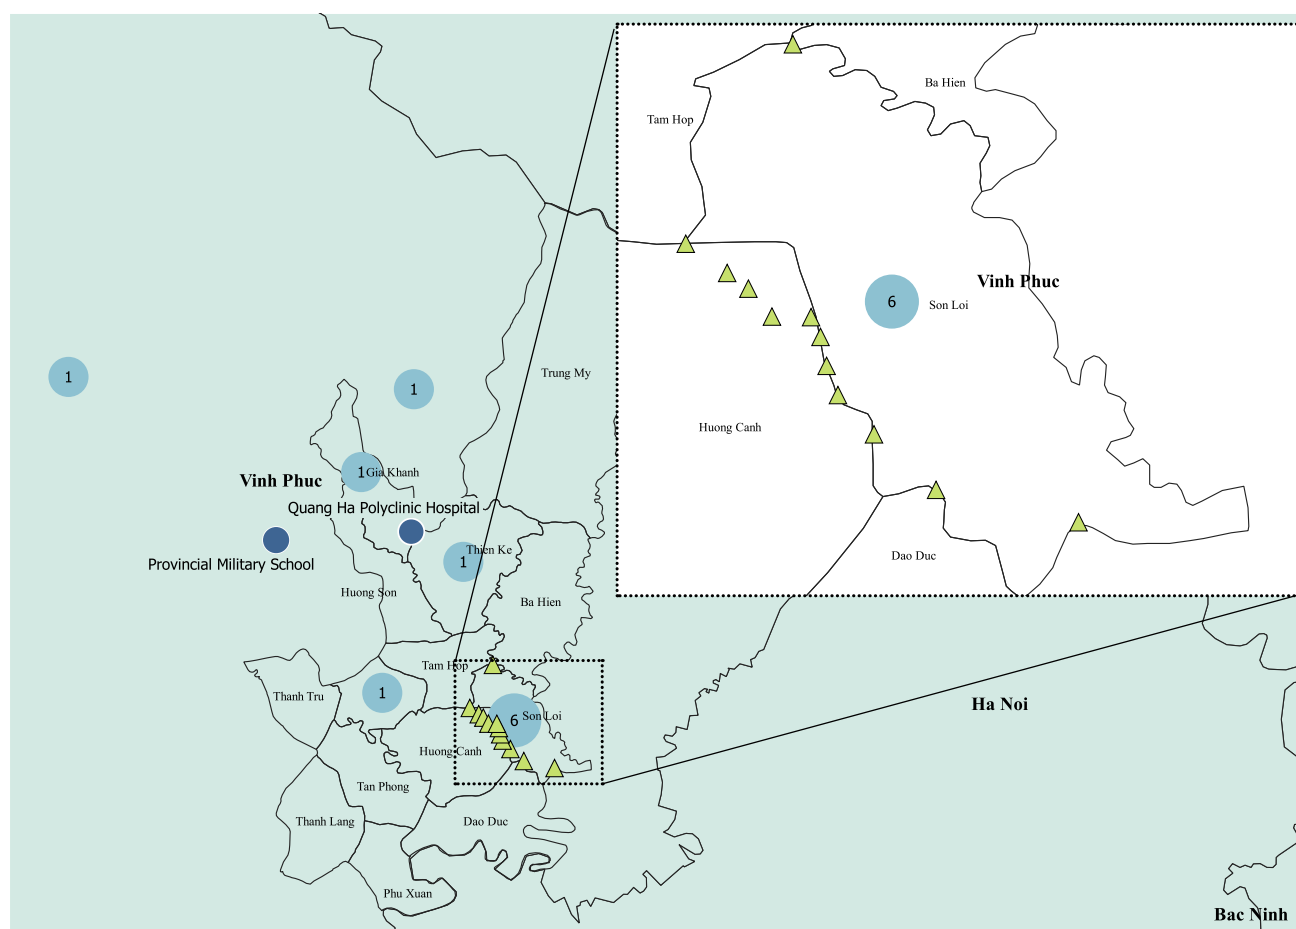 Ba Hien
Tam Hop
Vinh Phuc
6
Son Loi
Trung My
1
1
Huong Canh
1
Gia Khanh
Vinh Phuc
Quang Ha Polyclinic Hospital
Thien Ke
1
Dao Duc
Provincial Military School
Huong Son
Ba Hien
Tam Hop
Thanh Tru
1
Ha Noi
6
Son Loi
Huong Canh
Tan Phong
Thanh Lang
Dao Duc
Phu Xuan
Bac Ninh